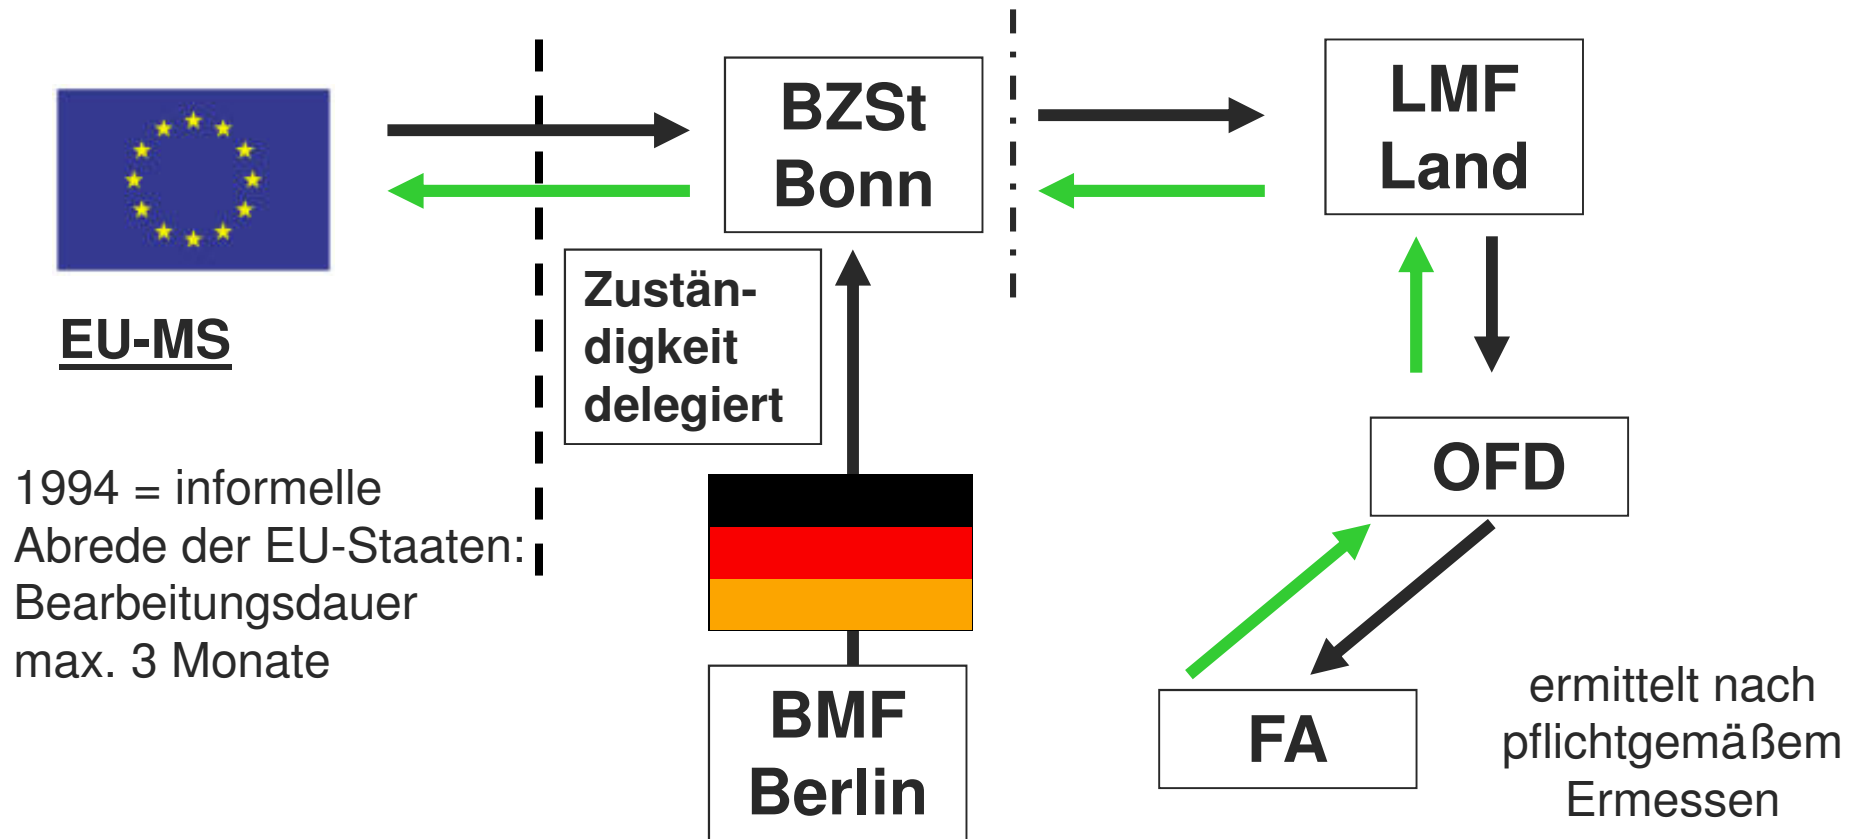 BZSt
Bonn
LMF
Land
EU-MS
Zustän-
digkeit
delegiert
OFD
1994 = informelle
Abrede der EU-Staaten:
Bearbeitungsdauer
max. 3 Monate
BMF
Berlin
FA
ermittelt nach
pflichtgemäßem
Ermessen